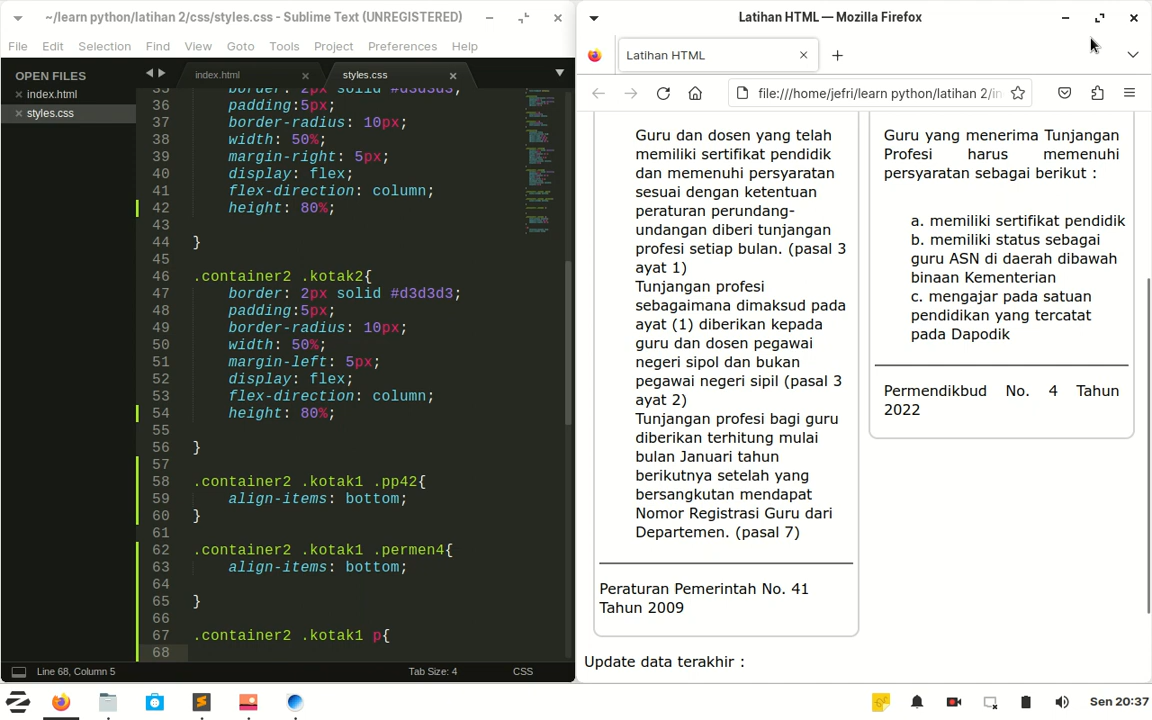 ~/learn python/latihan 2/css/styles.css - Sublime Text (UNREGISTERED)
File Edit Selection Find View Goto Tools Project Preferences Help
OPEN FILES
index.html
styles.css
index.html
styles.css
35 border: 2px solid #d3d3d3;
36 padding:5px;
37 border-radius: 10px;
38 width: 50%;
39 margin-right: 5px;
40 display: flex;
41 flex-direction: column;
42 height: 80%;
43
44 }
45
46 .container2 .kotak2{
47 border: 2px solid #d3d3d3;
48 padding:5px;
49 border-radius: 10px;
50 width: 50%;
51 margin-left: 5px;
52 display: flex;
53 flex-direction: column;
54 height: 80%;
55
56 }
57
58 .container2 .kotak1 .pp42{
59 align-items: bottom;
60 }
61
62 .container2 .kotak1 .permen4{
63 align-items: bottom;
64
65 }
66
67 .container2 .kotak1 p{
68
Line 68, Column 5
Tab Size: 4
CSS
Latihan HTML — Mozilla Firefox
Latihan HTML
file:///home/jefri/learn python/latihan 2/in
Guru dan dosen yang telah
memiliki sertifikat pendidik
dan memenuhi persyaratan
sesuai dengan ketentuan
peraturan perundang-
undangan diberi tunjangan
profesi setiap bulan. (pasal 3
ayat 1)
Tunjangan profesi
sebagaimana dimaksud pada
ayat (1) diberikan kepada
guru dan dosen pegawai
negeri sipol dan bukan
pegawai negeri sipil (pasal 3
ayat 2)
Tunjangan profesi bagi guru
diberikan terhitung mulai
bulan Januari tahun
berikutnya setelah yang
bersangkutan mendapat
Nomor Registrasi Guru dari
Departemen. (pasal 7)
Peraturan Pemerintah No. 41
Tahun 2009
Guru yang menerima Tunjangan
Profesi harus memenuhi
persyaratan sebagai berikut :
a. memiliki sertifikat pendidik
b. memiliki status sebagai
guru ASN di daerah dibawah
binaan Kementerian
c. mengajar pada satuan
pendidikan yang tercatat
pada Dapodik
Permendikbud No. 4 Tahun
2022
Update data terakhir :
Sen 20:37